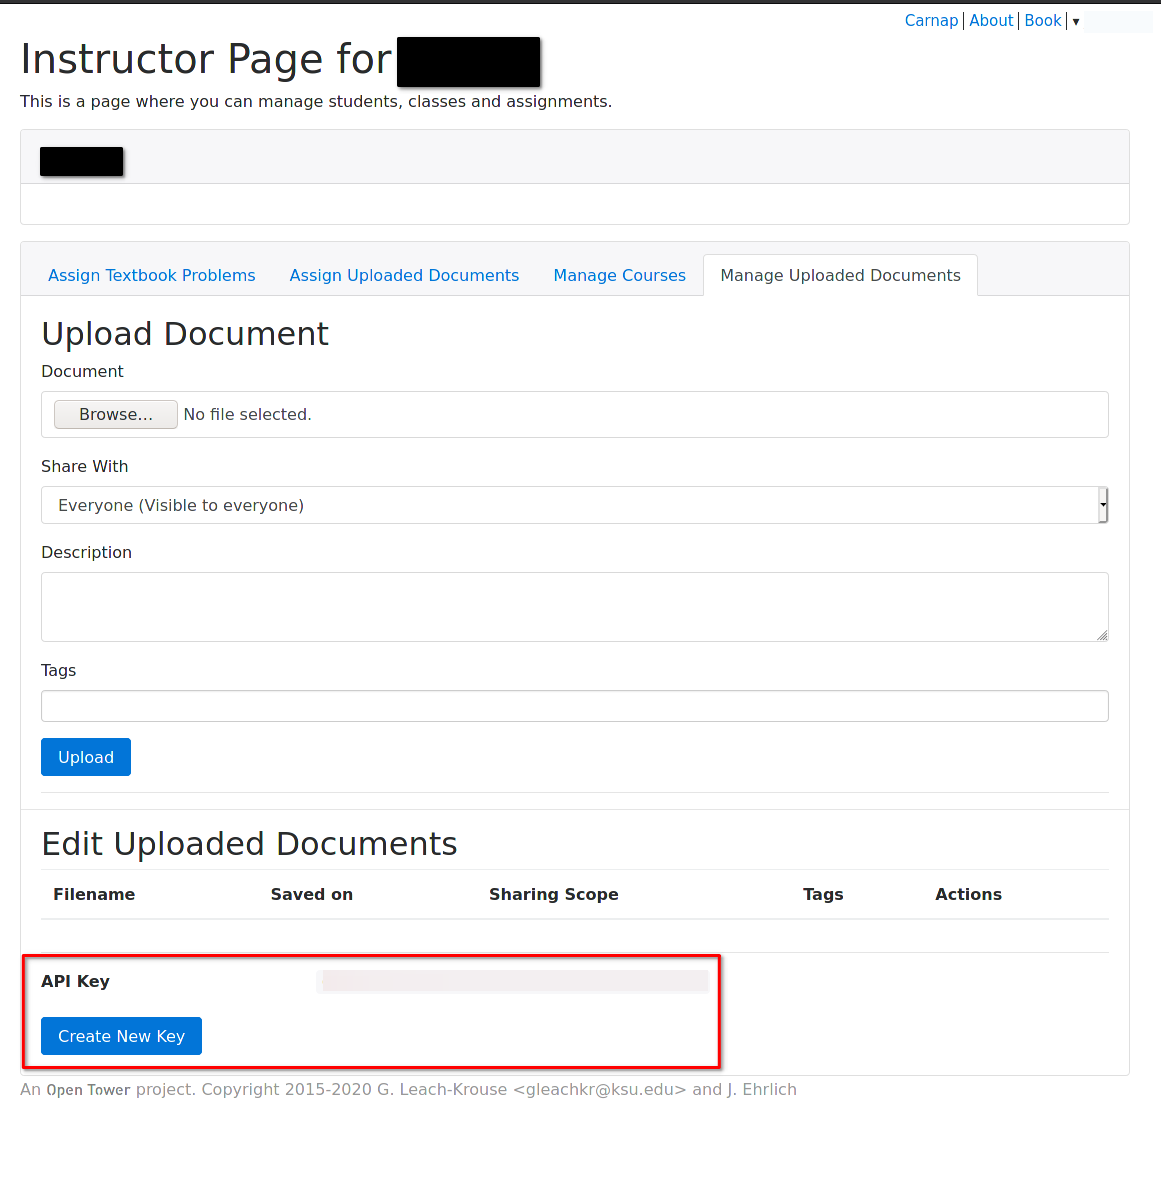 Carnap | About | Book | ▾
Instructor Page for
This is a page where you can manage students, classes and assignments.
Assign Textbook Problems Assign Uploaded Documents Manage Courses Manage Uploaded Documents
Upload Document
Document
Browse... No file selected.
Share With
Everyone (Visible to everyone)
Description
Tags
Upload
Edit Uploaded Documents
Filename Saved on Sharing Scope Tags Actions
API Key
Create New Key
An Open Tower project. Copyright 2015-2020 G. Leach-Krouse <gleachkr@ksu.edu> and J. Ehrlich